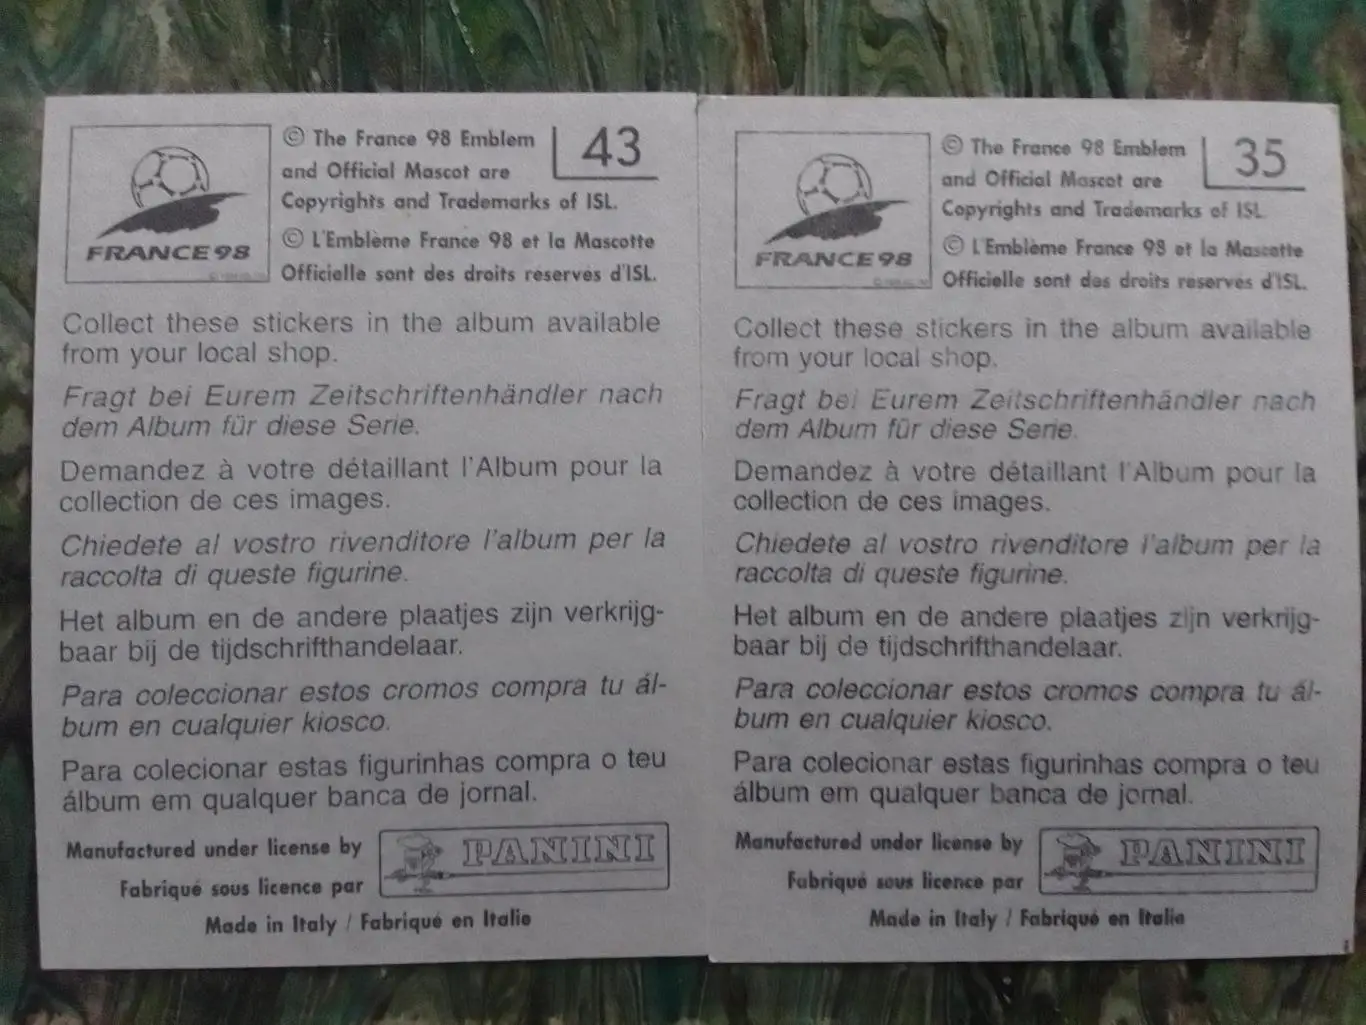 © The France 98 Emblem
and Official Mascot are
Copyrights and Trademarks of ISL.
© L'Emblème France 98 et la Mascotte
Officielle sont des droits réservés d'ISL.
43
FRANCE 98
Collect these stickers in the album available
from your local shop.
Fragt bei Eurem Zeitschriftenhändler nach
dem Album für diese Serie.
Demandez à votre détaillant l'Album pour la
collection de ces images.
Chiedete al vostro rivenditore l'album per la
raccolta di queste figurine.
Het album en de andere plaatjes zijn verkrijg-
baar bij de tijdschrifthandelaar.
Para coleccionar estos cromos compra tu ál-
bum en cualquier kiosco.
Para colecionar estas figurinhas compra o teu
álbum em qualquer banca de jornal.
Manufactured under license by
Fabriqué sous licence par
PANINI
Made in Italy / Fabriqué en Italie
© The France 98 Emblem
and Official Mascot are
Copyrights and Trademarks of ISL
© L'Emblème France 98 et la Mascotte
Officielle sont des droits reservés d'ISL.
35
FRANCE 98
Collect these stickers in the album available
from your local shop.
Fragt bei Eurem Zeitschriftenhändler nach
dem Album für diese Serie.
Demandez à votre détaillant l'Album pour la
collection de ces images.
Chiedete al vostro rivenditore l'album per la
raccolta di queste figurine.
Het album en de andere plaatjes zijn verkrijg-
baar bij de tijdschrifthandelaar.
Para coleccionar estos cromos compra tu ál-
bum en cualquier kiosco.
Para colecionar estas figurinhas compra o teu
álbum em qualquer banca de jornal.
Manufactured under license by
Fabriqué sous licence par
PANINI
Made in Italy / Fabriqué en Italie